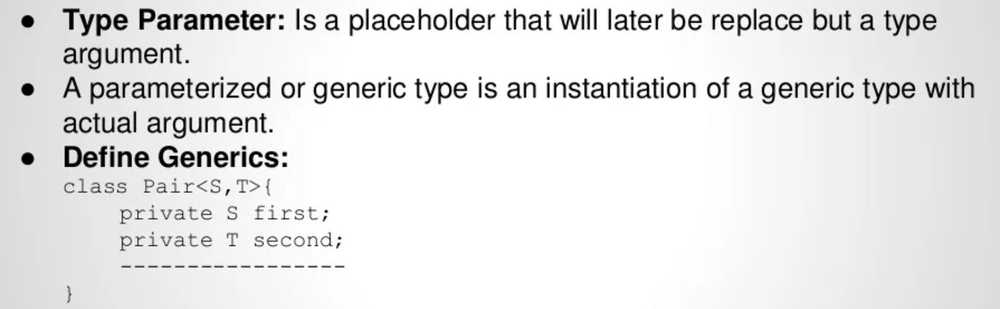 ● Type Parameter: Is a placeholder that will later be replace but a type
argument.
● A parameterized or generic type is an instantiation of a generic type with
actual argument.
● Define Generics:
class Pair<S,T>{
private S first;
private T second;
-----------------
}